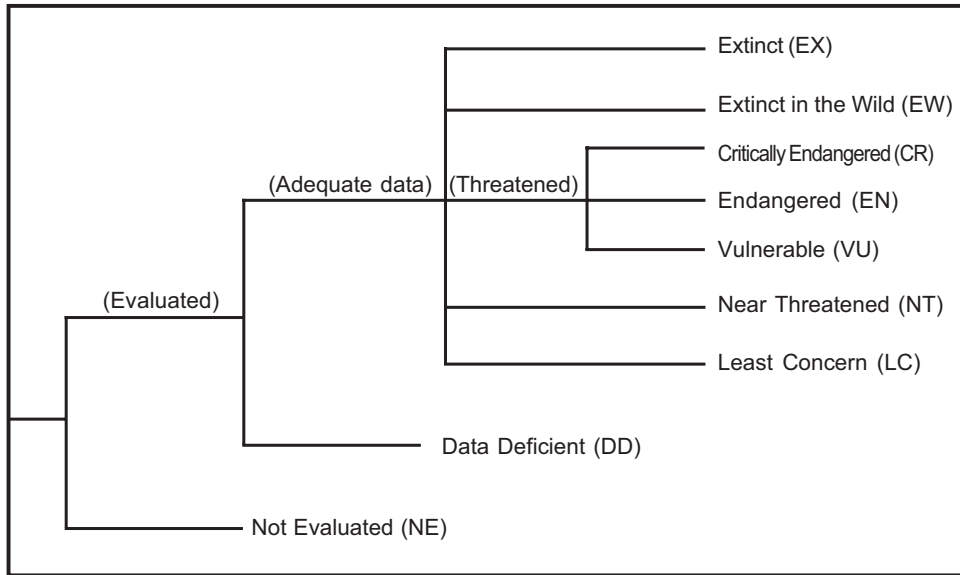 Extinct (EX)
Extinct in the Wild (EW)
Critically Endangered (CR)
(Adequate data) (Threatened)
Endangered (EN)
Vulnerable (VU)
(Evaluated)
Near Threatened (NT)
Least Concern (LC)
Data Deficient (DD)
Not Evaluated (NE)